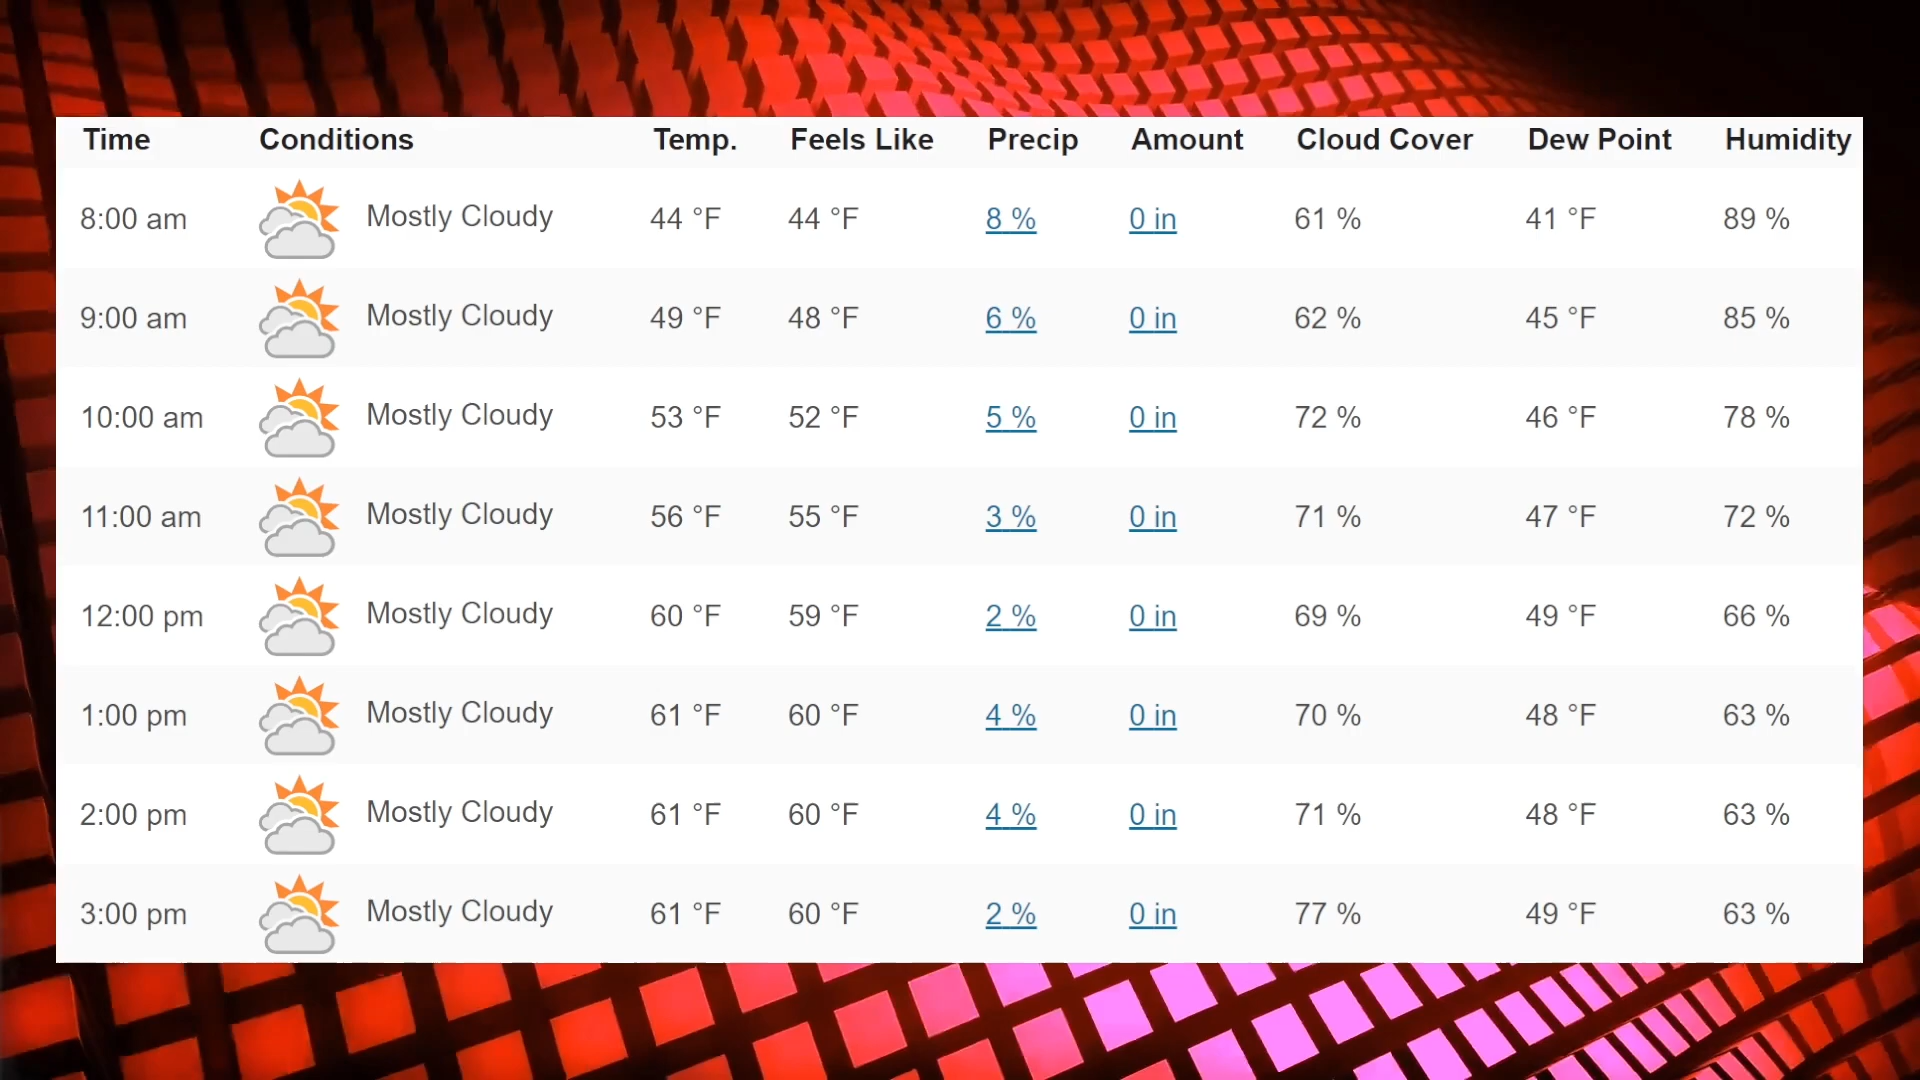 Time Conditions Temp. Feels Like Precip Amount Cloud Cover Dew Point Humidity
8:00 am Mostly Cloudy 44 °F 44 °F 8 % 0 in 61 % 41 °F 89 %
9:00 am Mostly Cloudy 49 °F 48 °F 6 % 0 in 62 % 45 °F 85 %
10:00 am Mostly Cloudy 53 °F 52 °F 5 % 0 in 72 % 46 °F 78 %
11:00 am Mostly Cloudy 56 °F 55 °F 3 % 0 in 71 % 47 °F 72 %
12:00 pm Mostly Cloudy 60 °F 59 °F 2 % 0 in 69 % 49 °F 66 %
1:00 pm Mostly Cloudy 61 °F 60 °F 4 % 0 in 70 % 48 °F 63 %
2:00 pm Mostly Cloudy 61 °F 60 °F 4 % 0 in 71 % 48 °F 63 %
3:00 pm Mostly Cloudy 61 °F 60 °F 2 % 0 in 77 % 49 °F 63 %